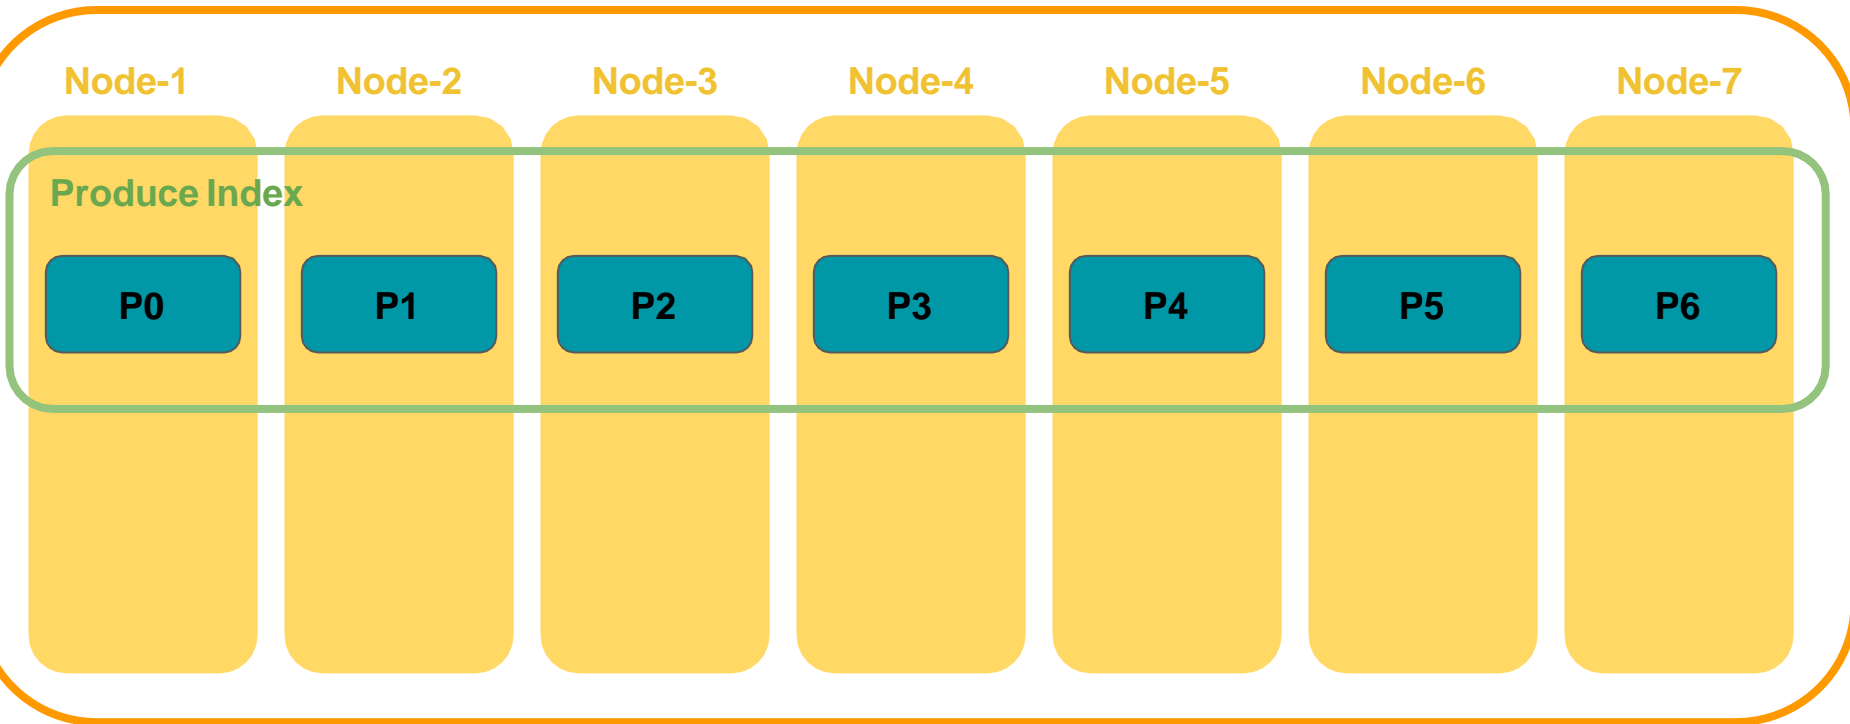 Node-1 Node-2 Node-3 Node-4 Node-5 Node-6 Node-7
Produce Index
P0 P1 P2 P3 P4 P5 P6